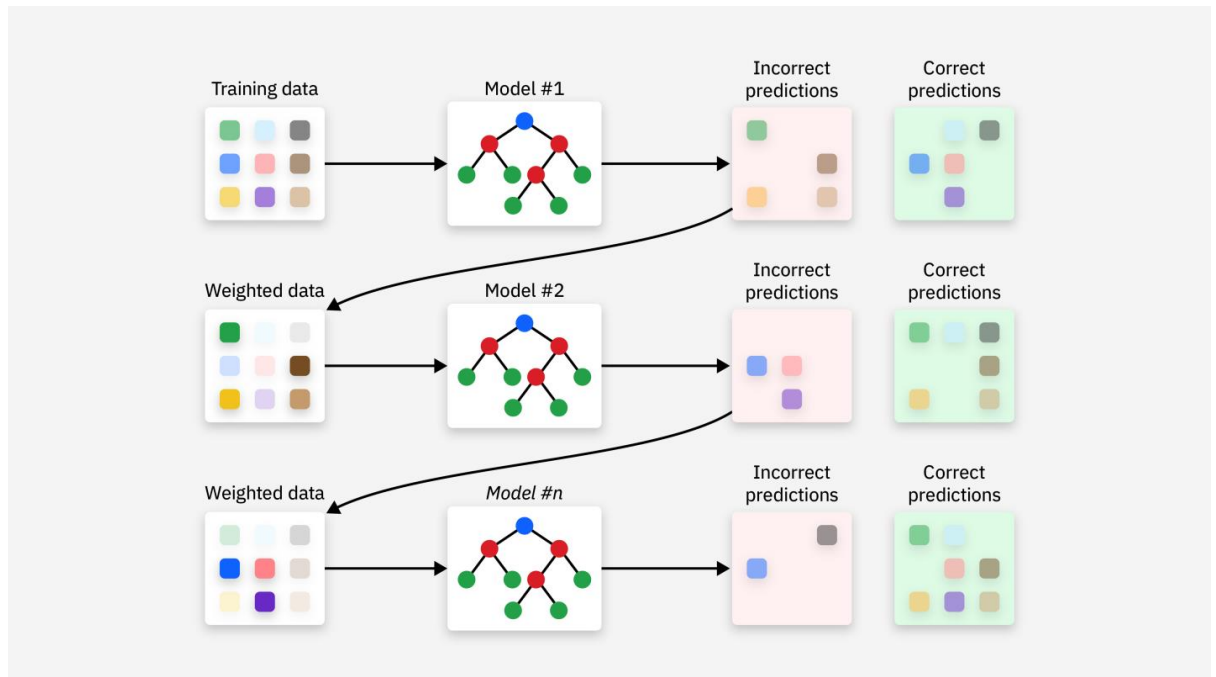 Training data
Model #1
Incorrect
predictions
Correct
predictions
Weighted data
Model #2
Incorrect
predictions
Correct
predictions
Weighted data
Model #n
Incorrect
predictions
Correct
predictions